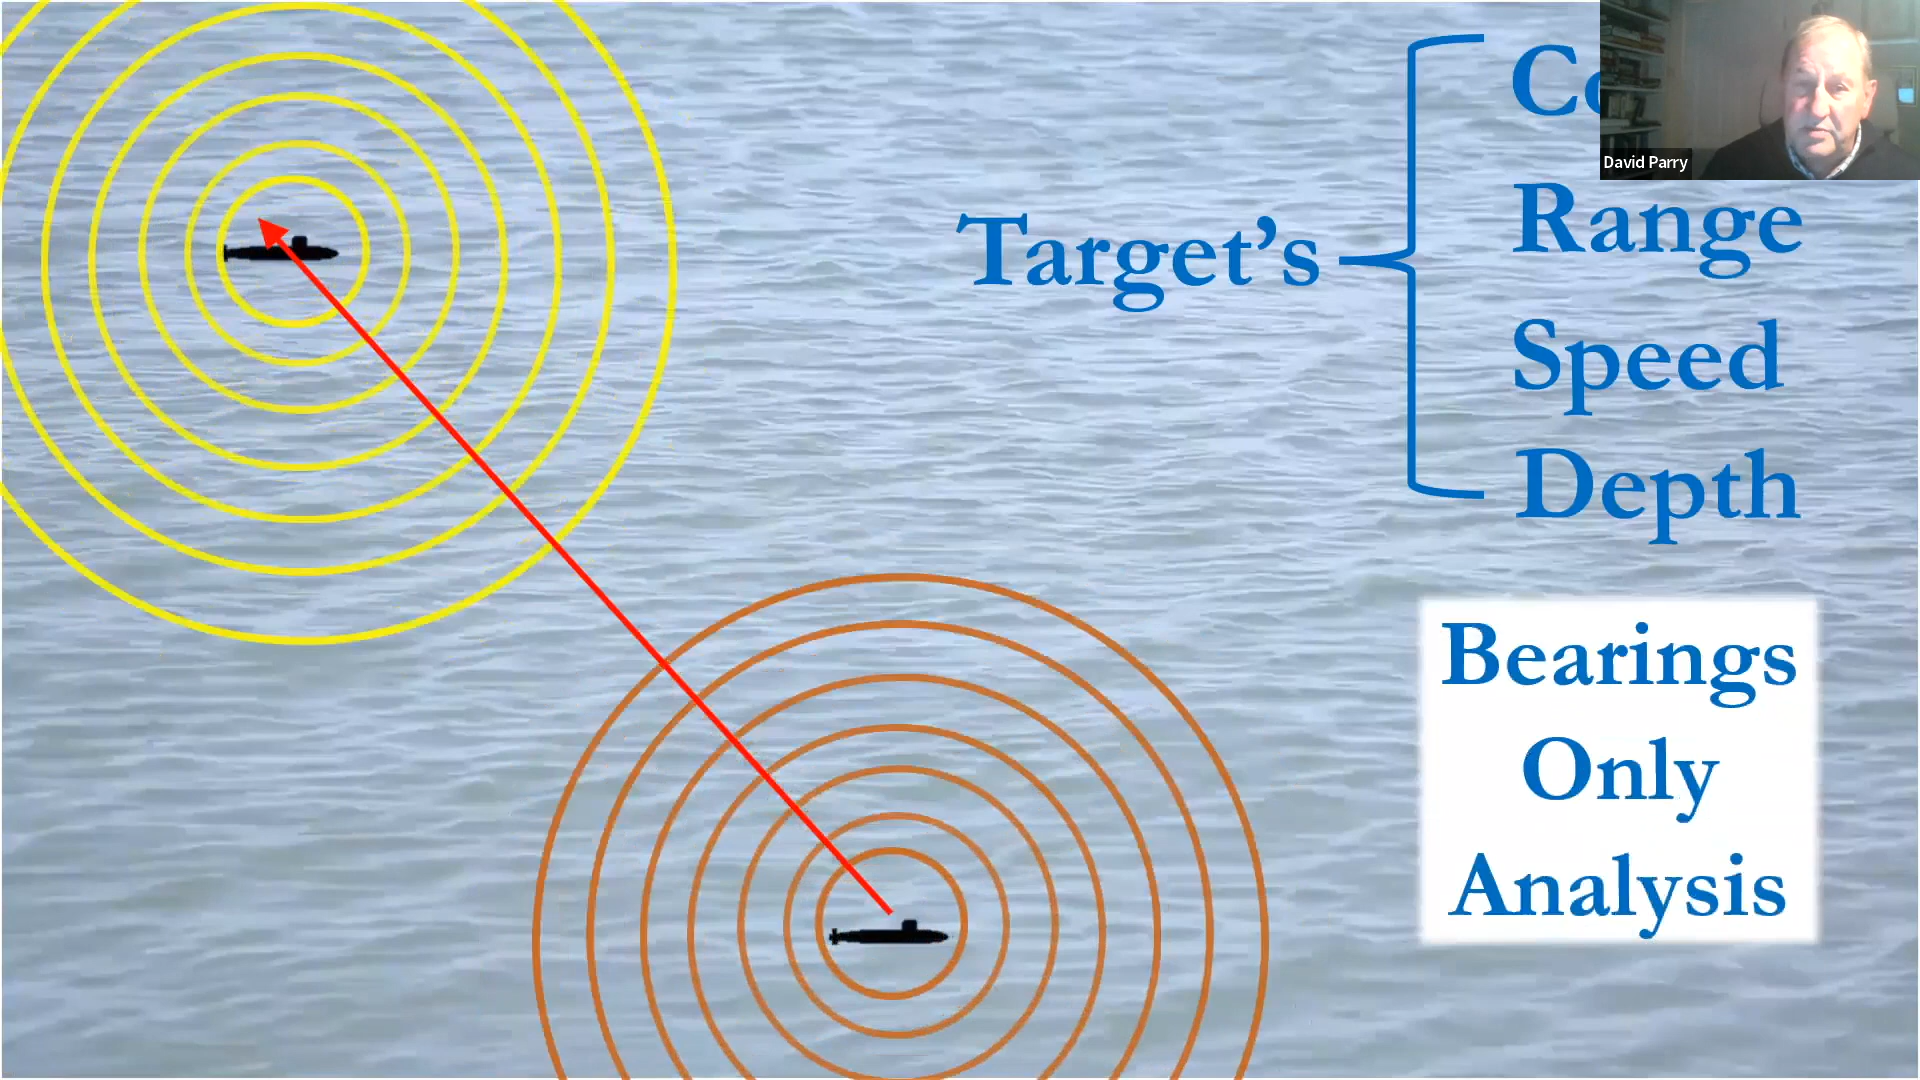 Target's
Range
Speed
Depth
Bearings
Only
Analysis
David Parry